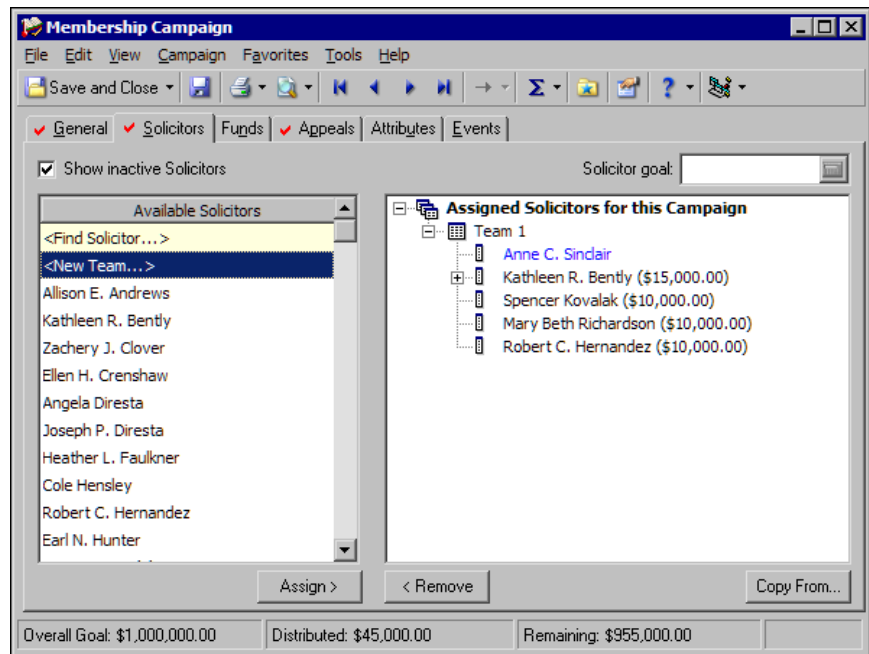 Membership Campaign
File Edit View Campaign Favorites Tools Help
Save and Close Σ ?
General Solicitors Funds Appeals Attributes Events
Show inactive Solicitors
Solicitor goal:
Available Solicitors
<Find Solicitor...>
<New Team...>
Allison E. Andrews
Kathleen R. Bently
Zachery J. Clover
Ellen H. Crenshaw
Angela Diresta
Joseph P. Diresta
Heather L. Faulkner
Cole Hensley
Robert C. Hernandez
Earl N. Hunter
Assigned Solicitors for this Campaign
Team 1
Anne C. Sinclair
Kathleen R. Bently ($15,000.00)
Spencer Kovalak ($10,000.00)
Mary Beth Richardson ($10,000.00)
Robert C. Hernandez ($10,000.00)
Assign > < Remove Copy From...
Overall Goal: $1,000,000.00 Distributed: $45,000.00 Remaining: $955,000.00